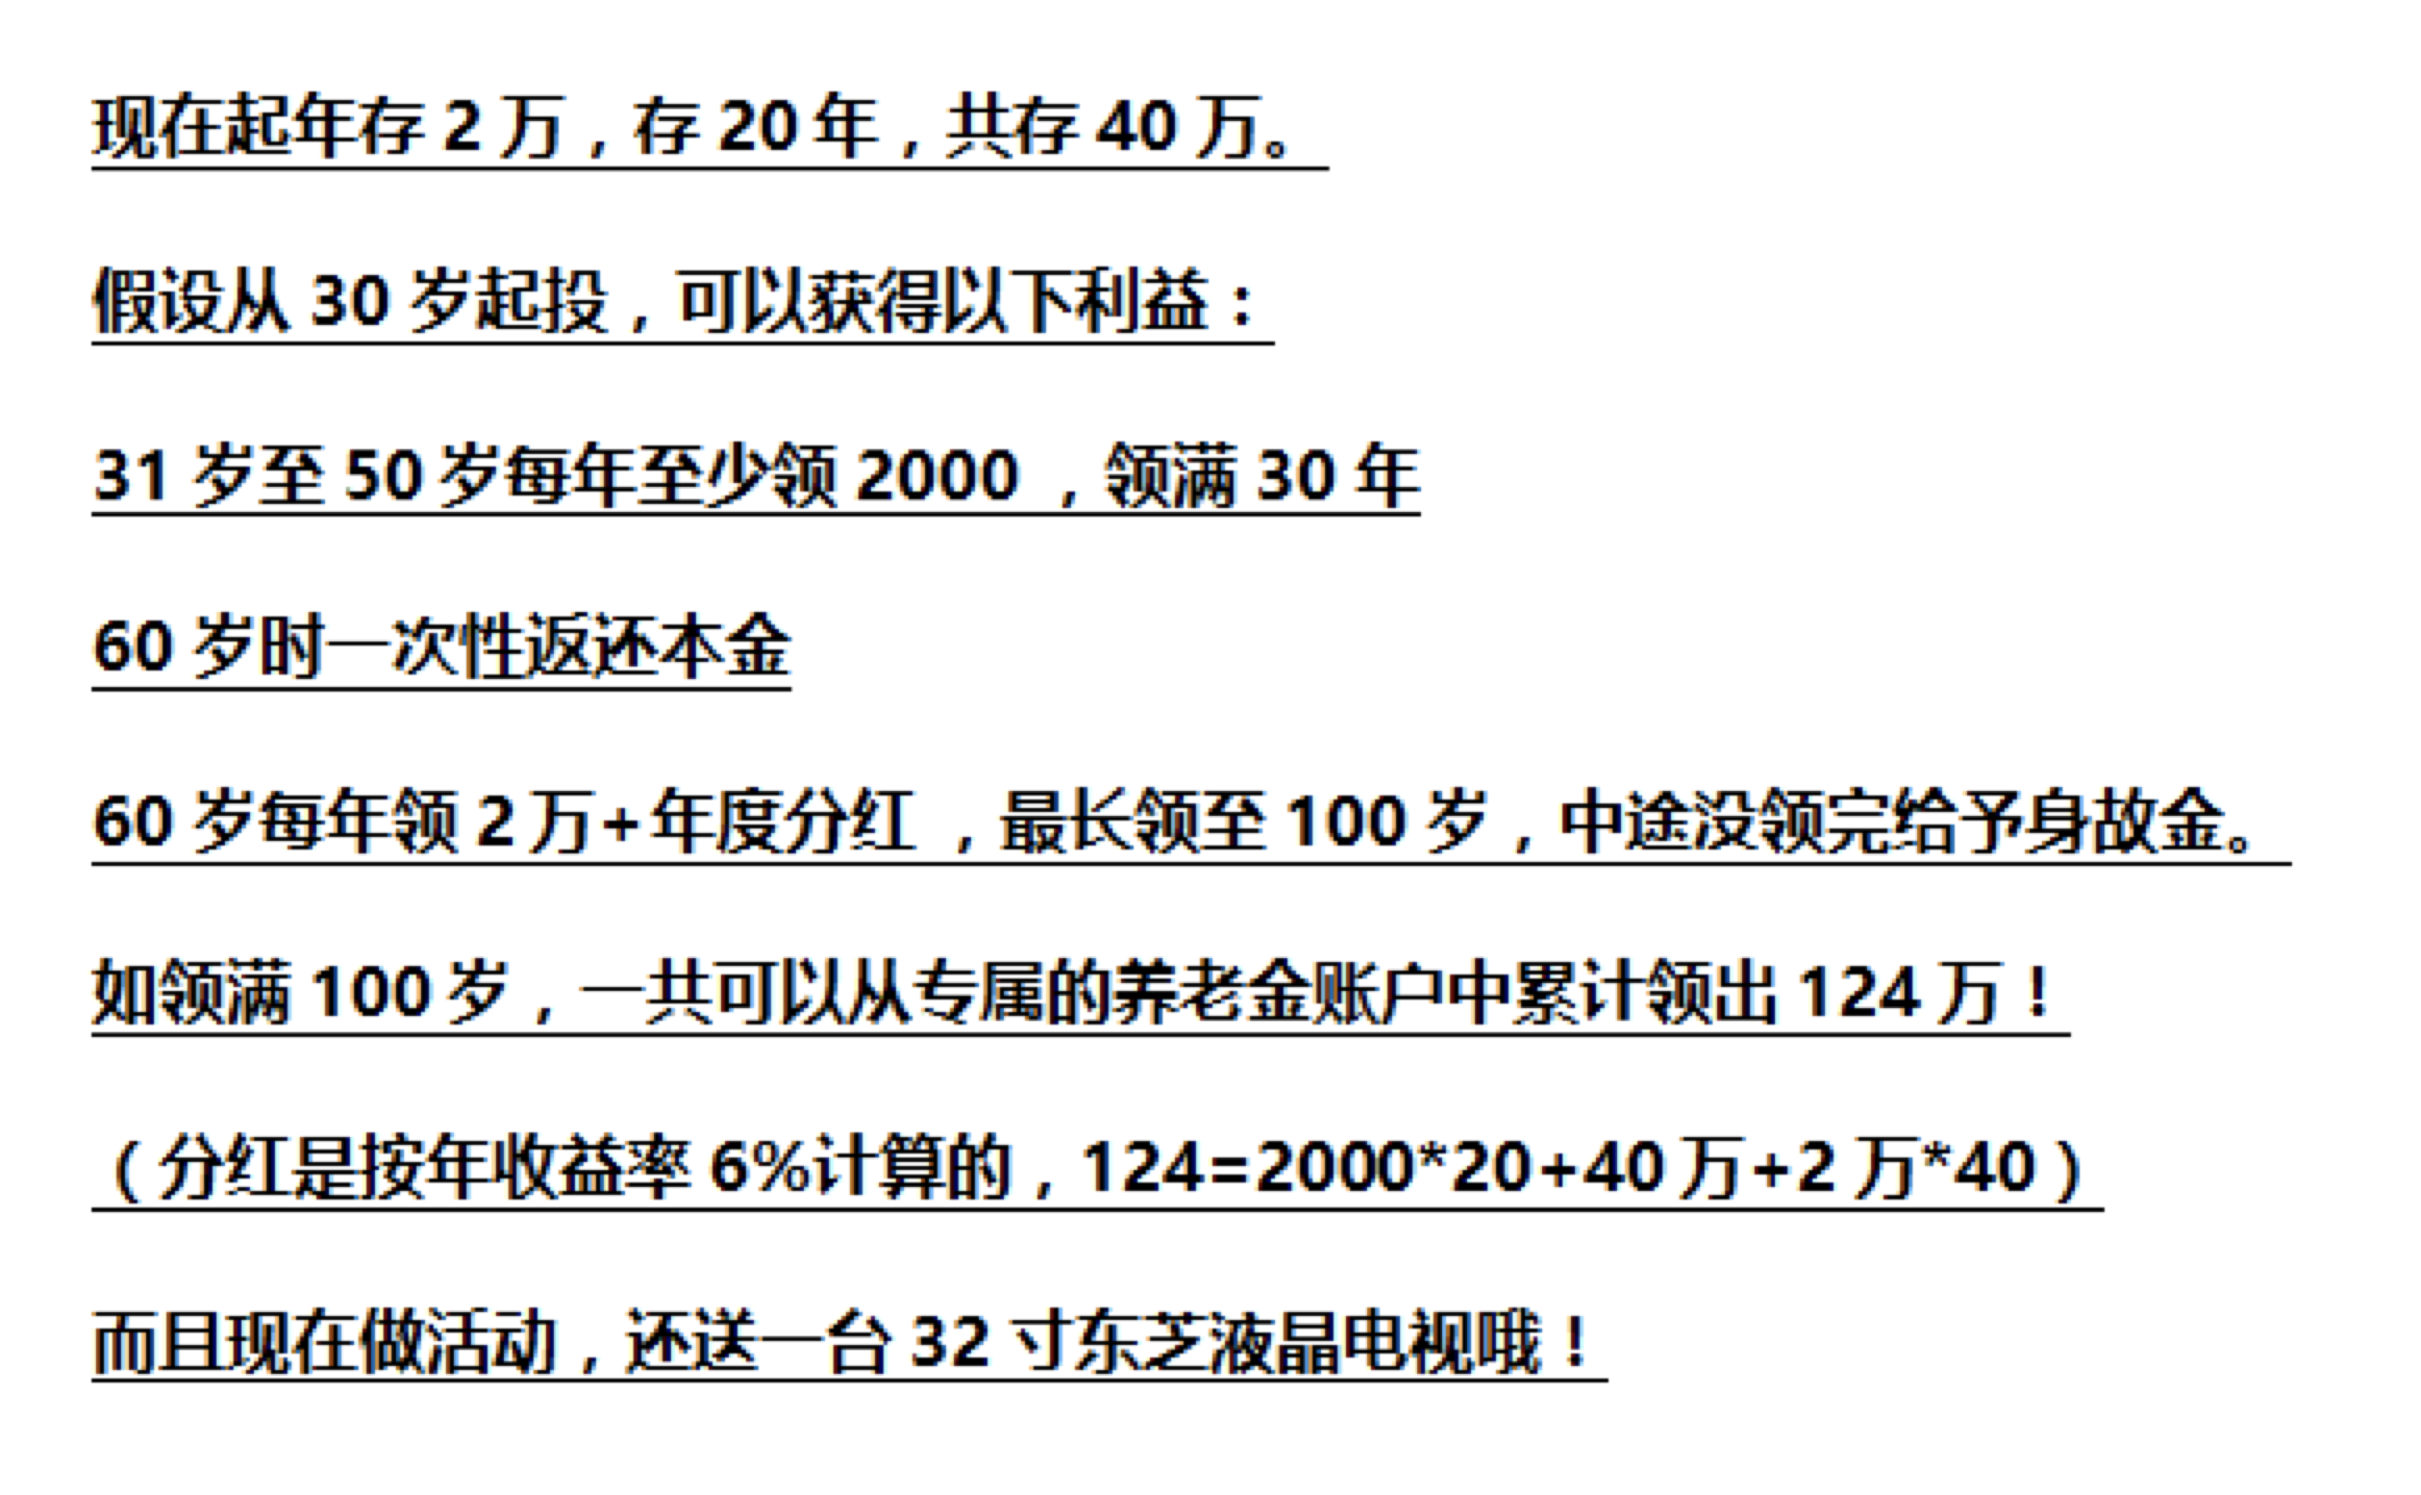 现在起年存 2 万，存 20 年，共存 40 万。
假设从 30 岁起投，可以获得以下利益：
31 岁至 50 岁每年至少领 2000 ，领满 30 年
60 岁时一次性返还本金
60 岁每年领 2 万+年度分红 ，最长领至 100 岁，中途没领完给予身故金。
如领满 100 岁，一共可以从专属的养老金账户中累计领出 124 万！
（分红是按年收益率 6%计算的，124=2000*20+40 万+2 万*40）
而且现在做活动，还送一台 32 寸东芝液晶电视哦！